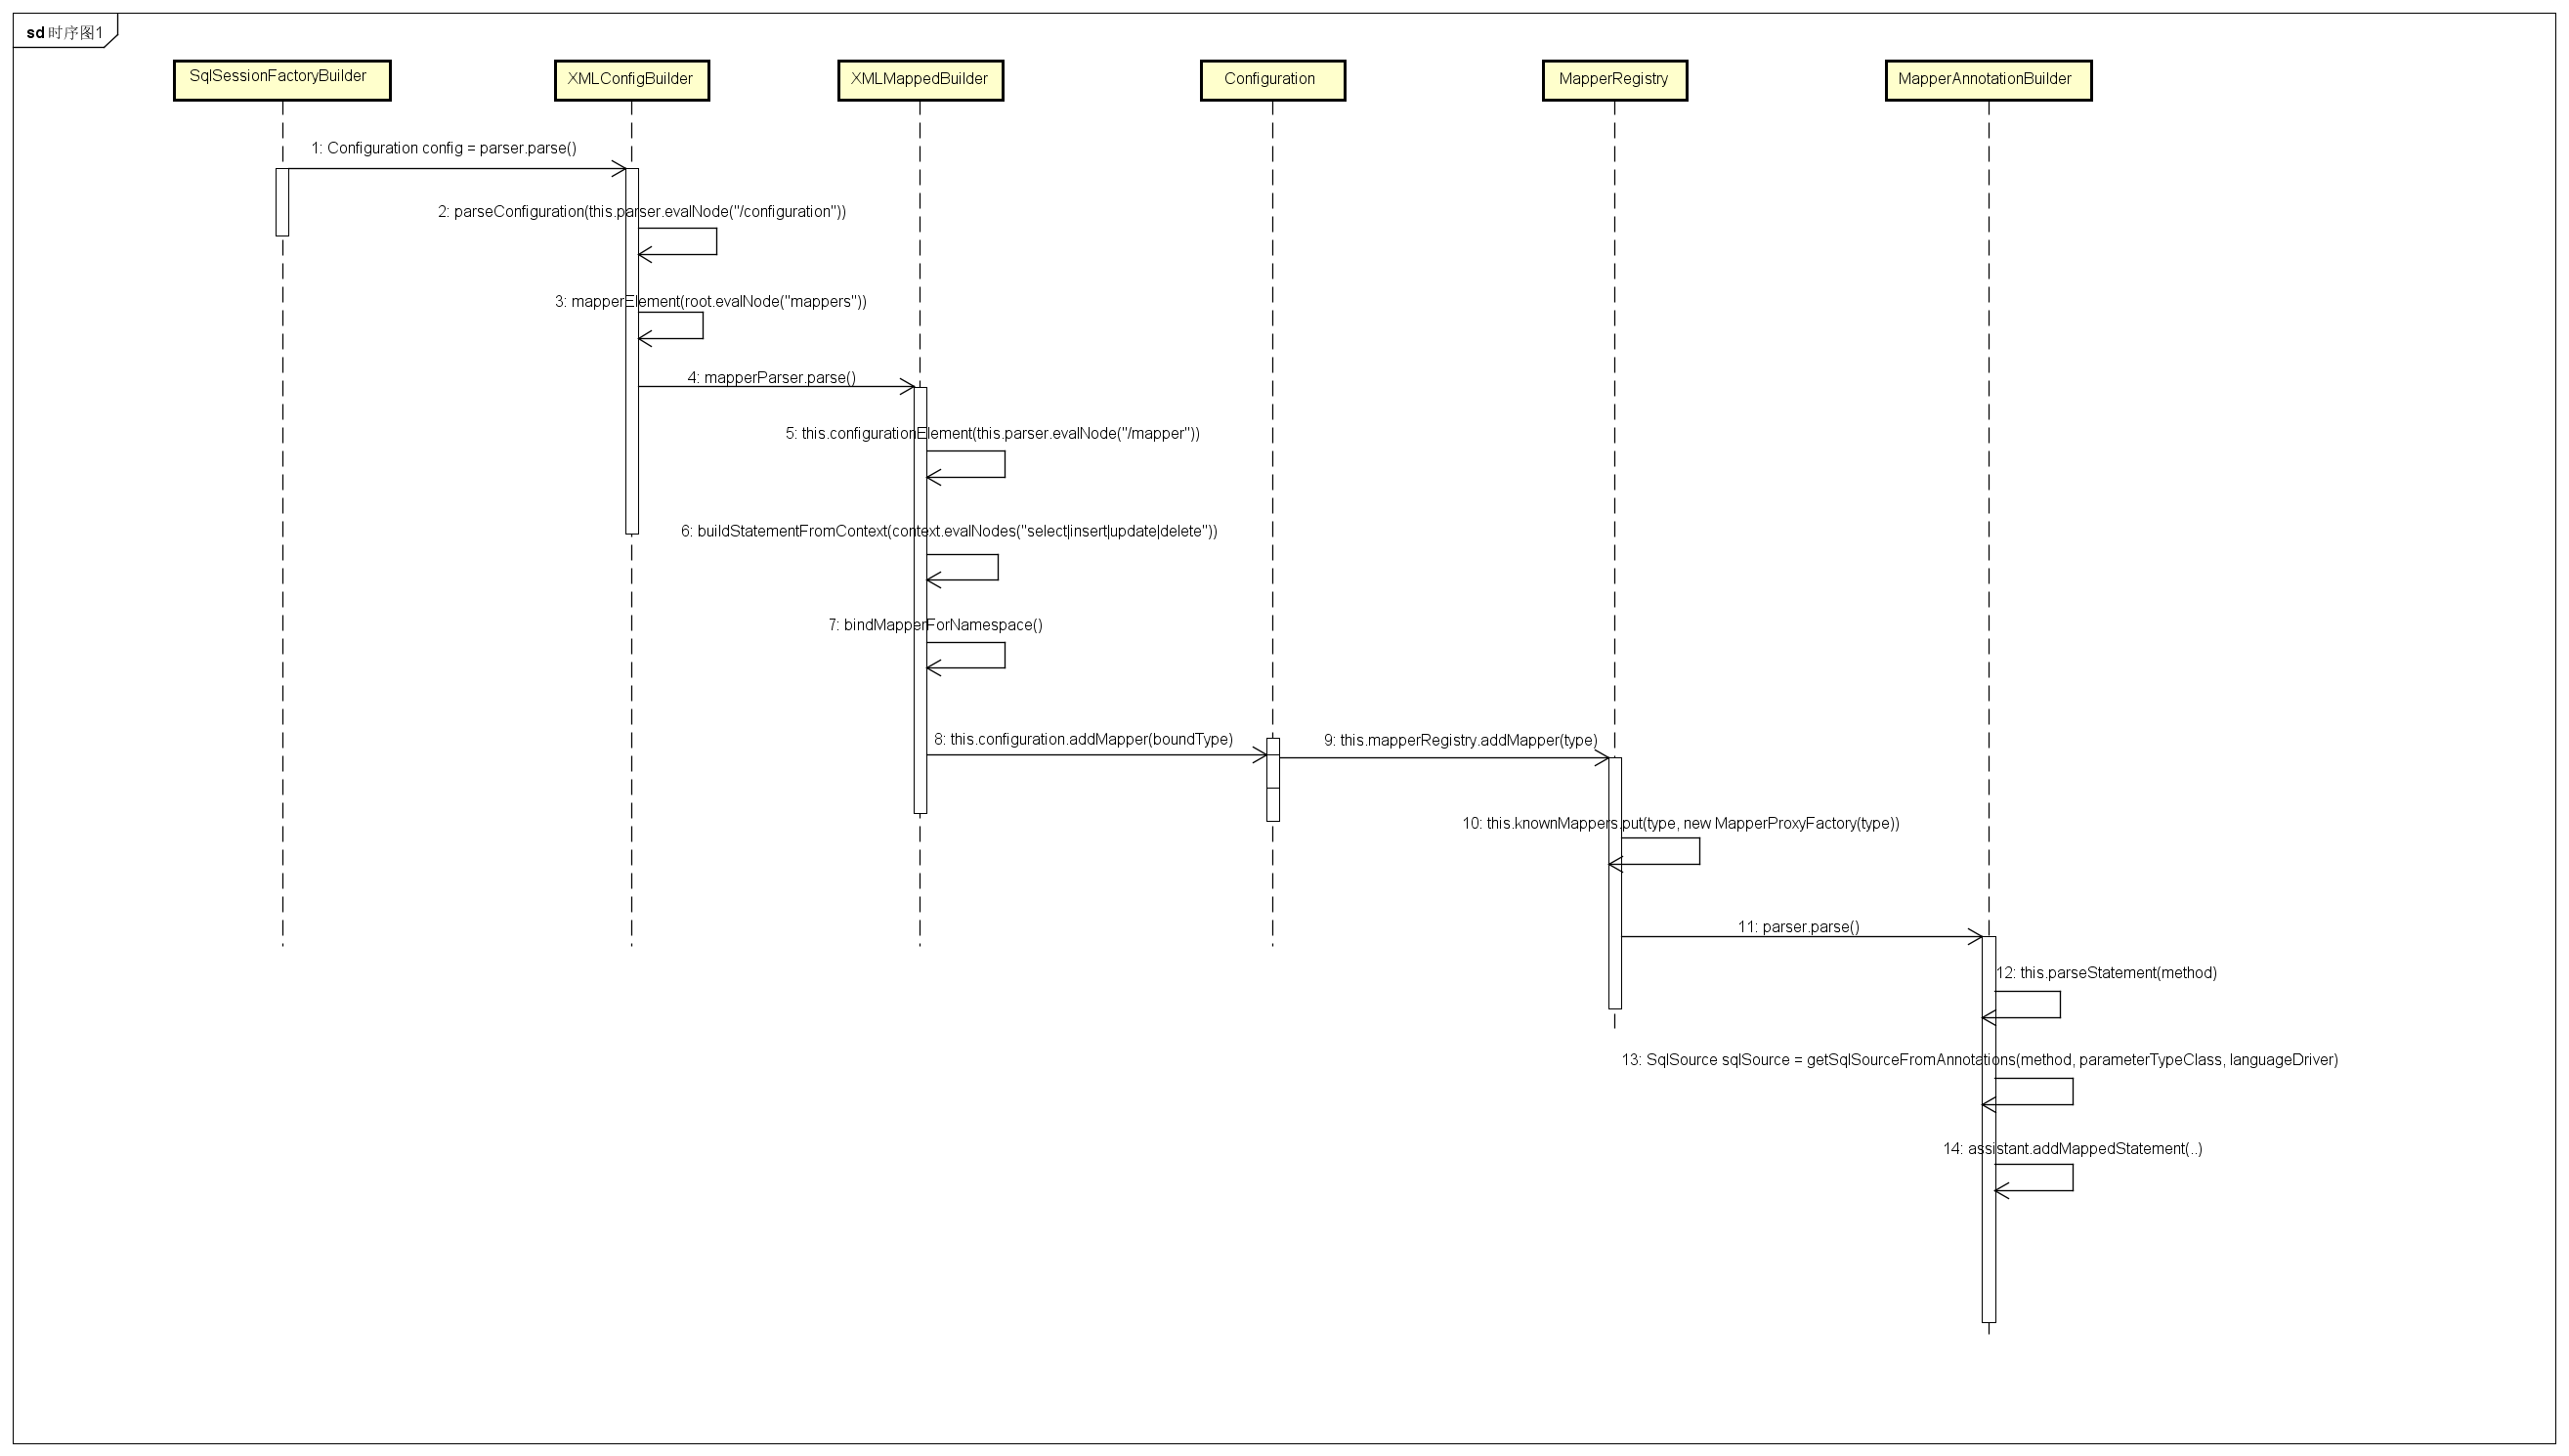 sd 时序图1
SqlSessionFactoryBuilder
XMLConfigBuilder
XMLMappedBuilder
Configuration
MapperRegistry
MapperAnnotationBuilder
1: Configuration config = parser.parse()
2: parseConfiguration(this.parser.evalNode("/configuration"))
3: mapperElement(root.evalNode("mappers"))
4: mapperParser.parse()
5: this.configurationElement(this.parser.evalNode("/mapper"))
6: buildStatementFromContext(context.evalNodes("select|insert|update|delete"))
7: bindMapperForNamespace()
8: this.configuration.addMapper(boundType)
9: this.mapperRegistry.addMapper(type)
10: this.knownMappers.put(type, new MapperProxyFactory(type))
11: parser.parse()
12: this.parseStatement(method)
13: SqlSource sqlSource = getSqlSourceFromAnnotations(method, parameterTypeClass, languageDriver)
14: assistant.addMappedStatement(..)